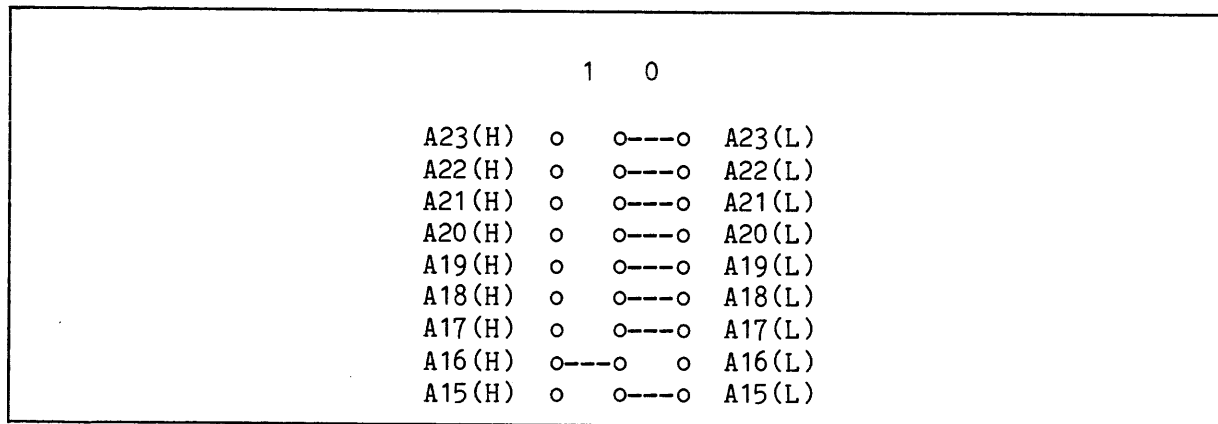 1 0
A23(H) o o---o A23(L)
A22(H) o o---o A22(L)
A21(H) o o---o A21(L)
A20(H) o o---o A20(L)
A19(H) o o---o A19(L)
A18(H) o o---o A18(L)
A17(H) o o---o A17(L)
A16(H) o---o o A16(L)
A15(H) o o---o A15(L)